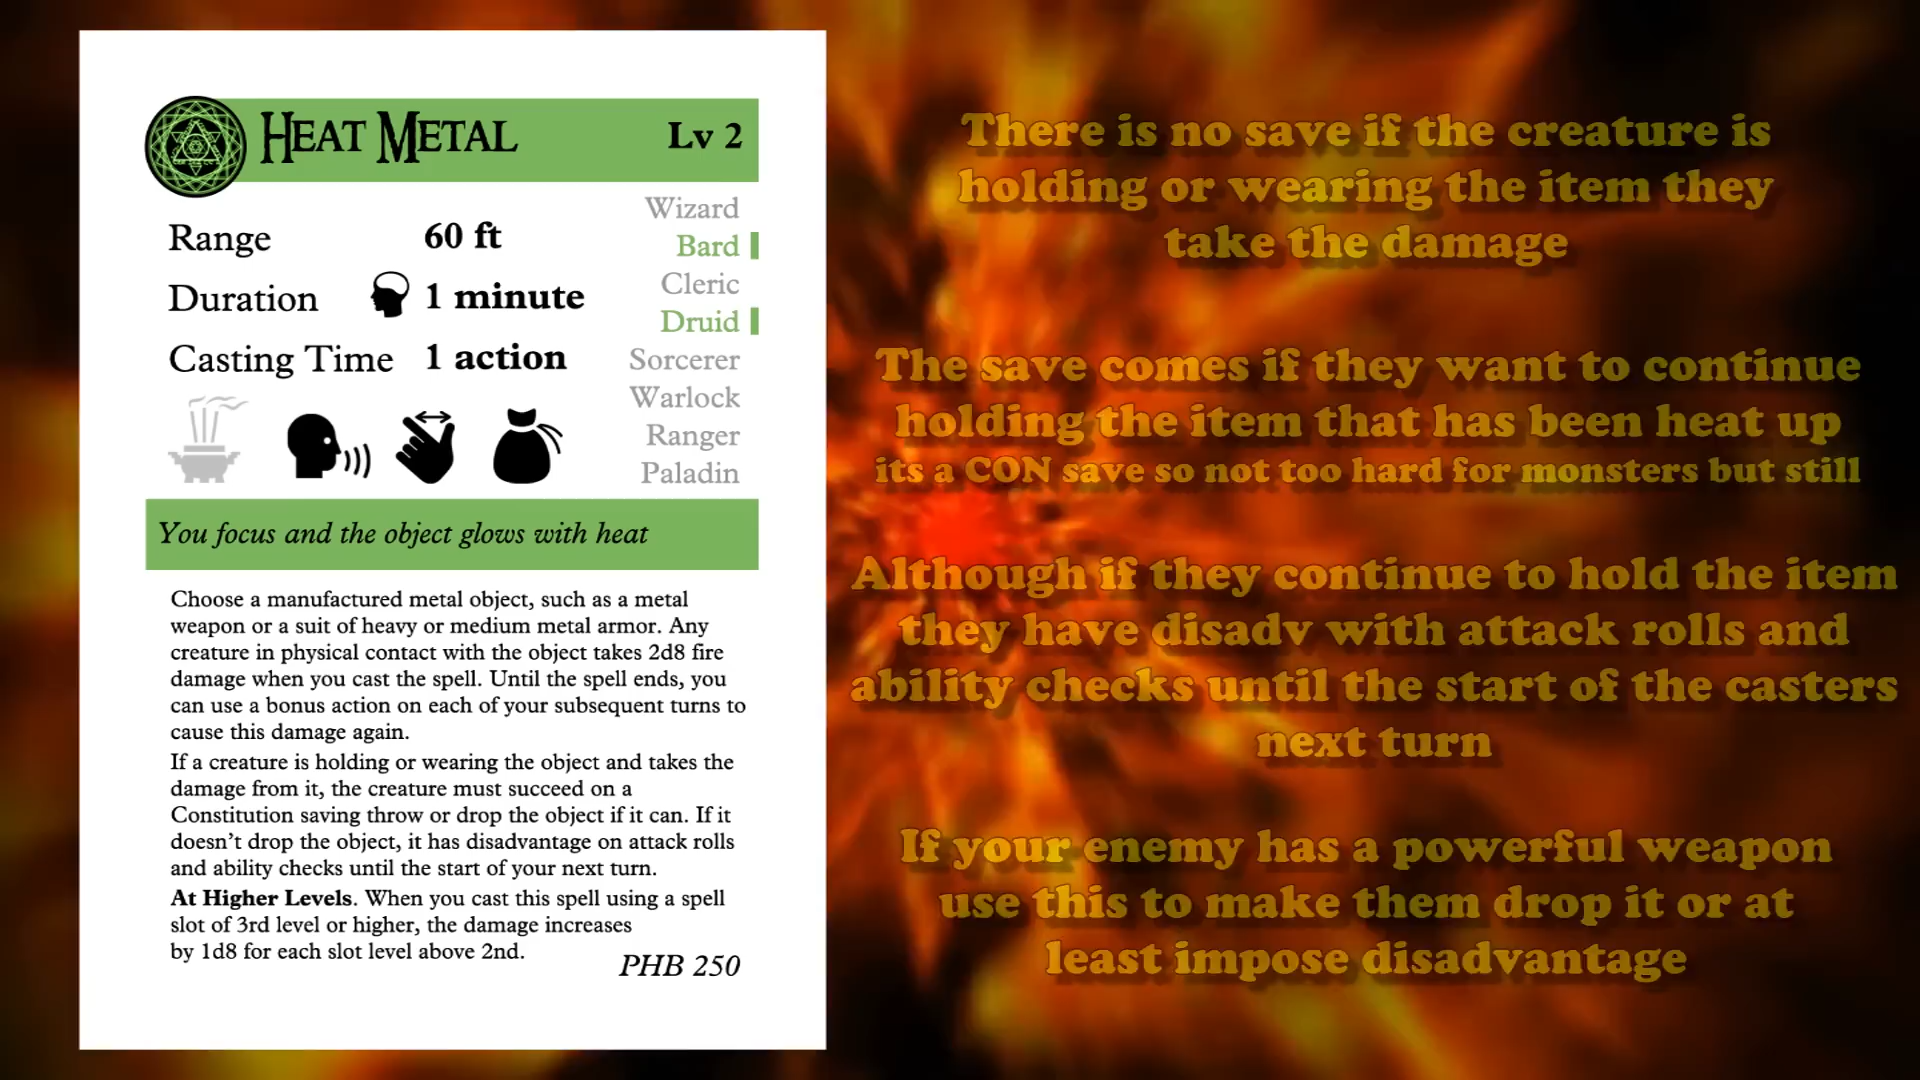 HEAT METAL
Lv 2
Range 60 ft
Duration 1 minute
Casting Time 1 action
Wizard
Bard
Cleric
Druid
Sorcerer
Warlock
Ranger
Paladin
You focus and the object glows with heat
Choose a manufactured metal object, such as a metal
weapon or a suit of heavy or medium metal armor. Any
creature in physical contact with the object takes 2d8 fire
damage when you cast the spell. Until the spell ends, you
can use a bonus action on each of your subsequent turns to
cause this damage again.
If a creature is holding or wearing the object and takes the
damage from it, the creature must succeed on a
Constitution saving throw or drop the object if it can. If it
doesn't drop the object, it has disadvantage on attack rolls
and ability checks until the start of your next turn.
At Higher Levels. When you cast this spell using a spell
slot of 3rd level or higher, the damage increases
by 1d8 for each slot level above 2nd.
PHB 250
There is no save if the creature is
holding or wearing the item they
take the damage
The save comes if they want to continue
holding the item that has been heat up
its a CON save so not too hard for monsters but still
Although if they continue to hold the item
they have disadv with attack rolls and
ability checks until the start of the casters
next turn
If your enemy has a powerful weapon
use this to make them drop it or at
least impose disadvantage